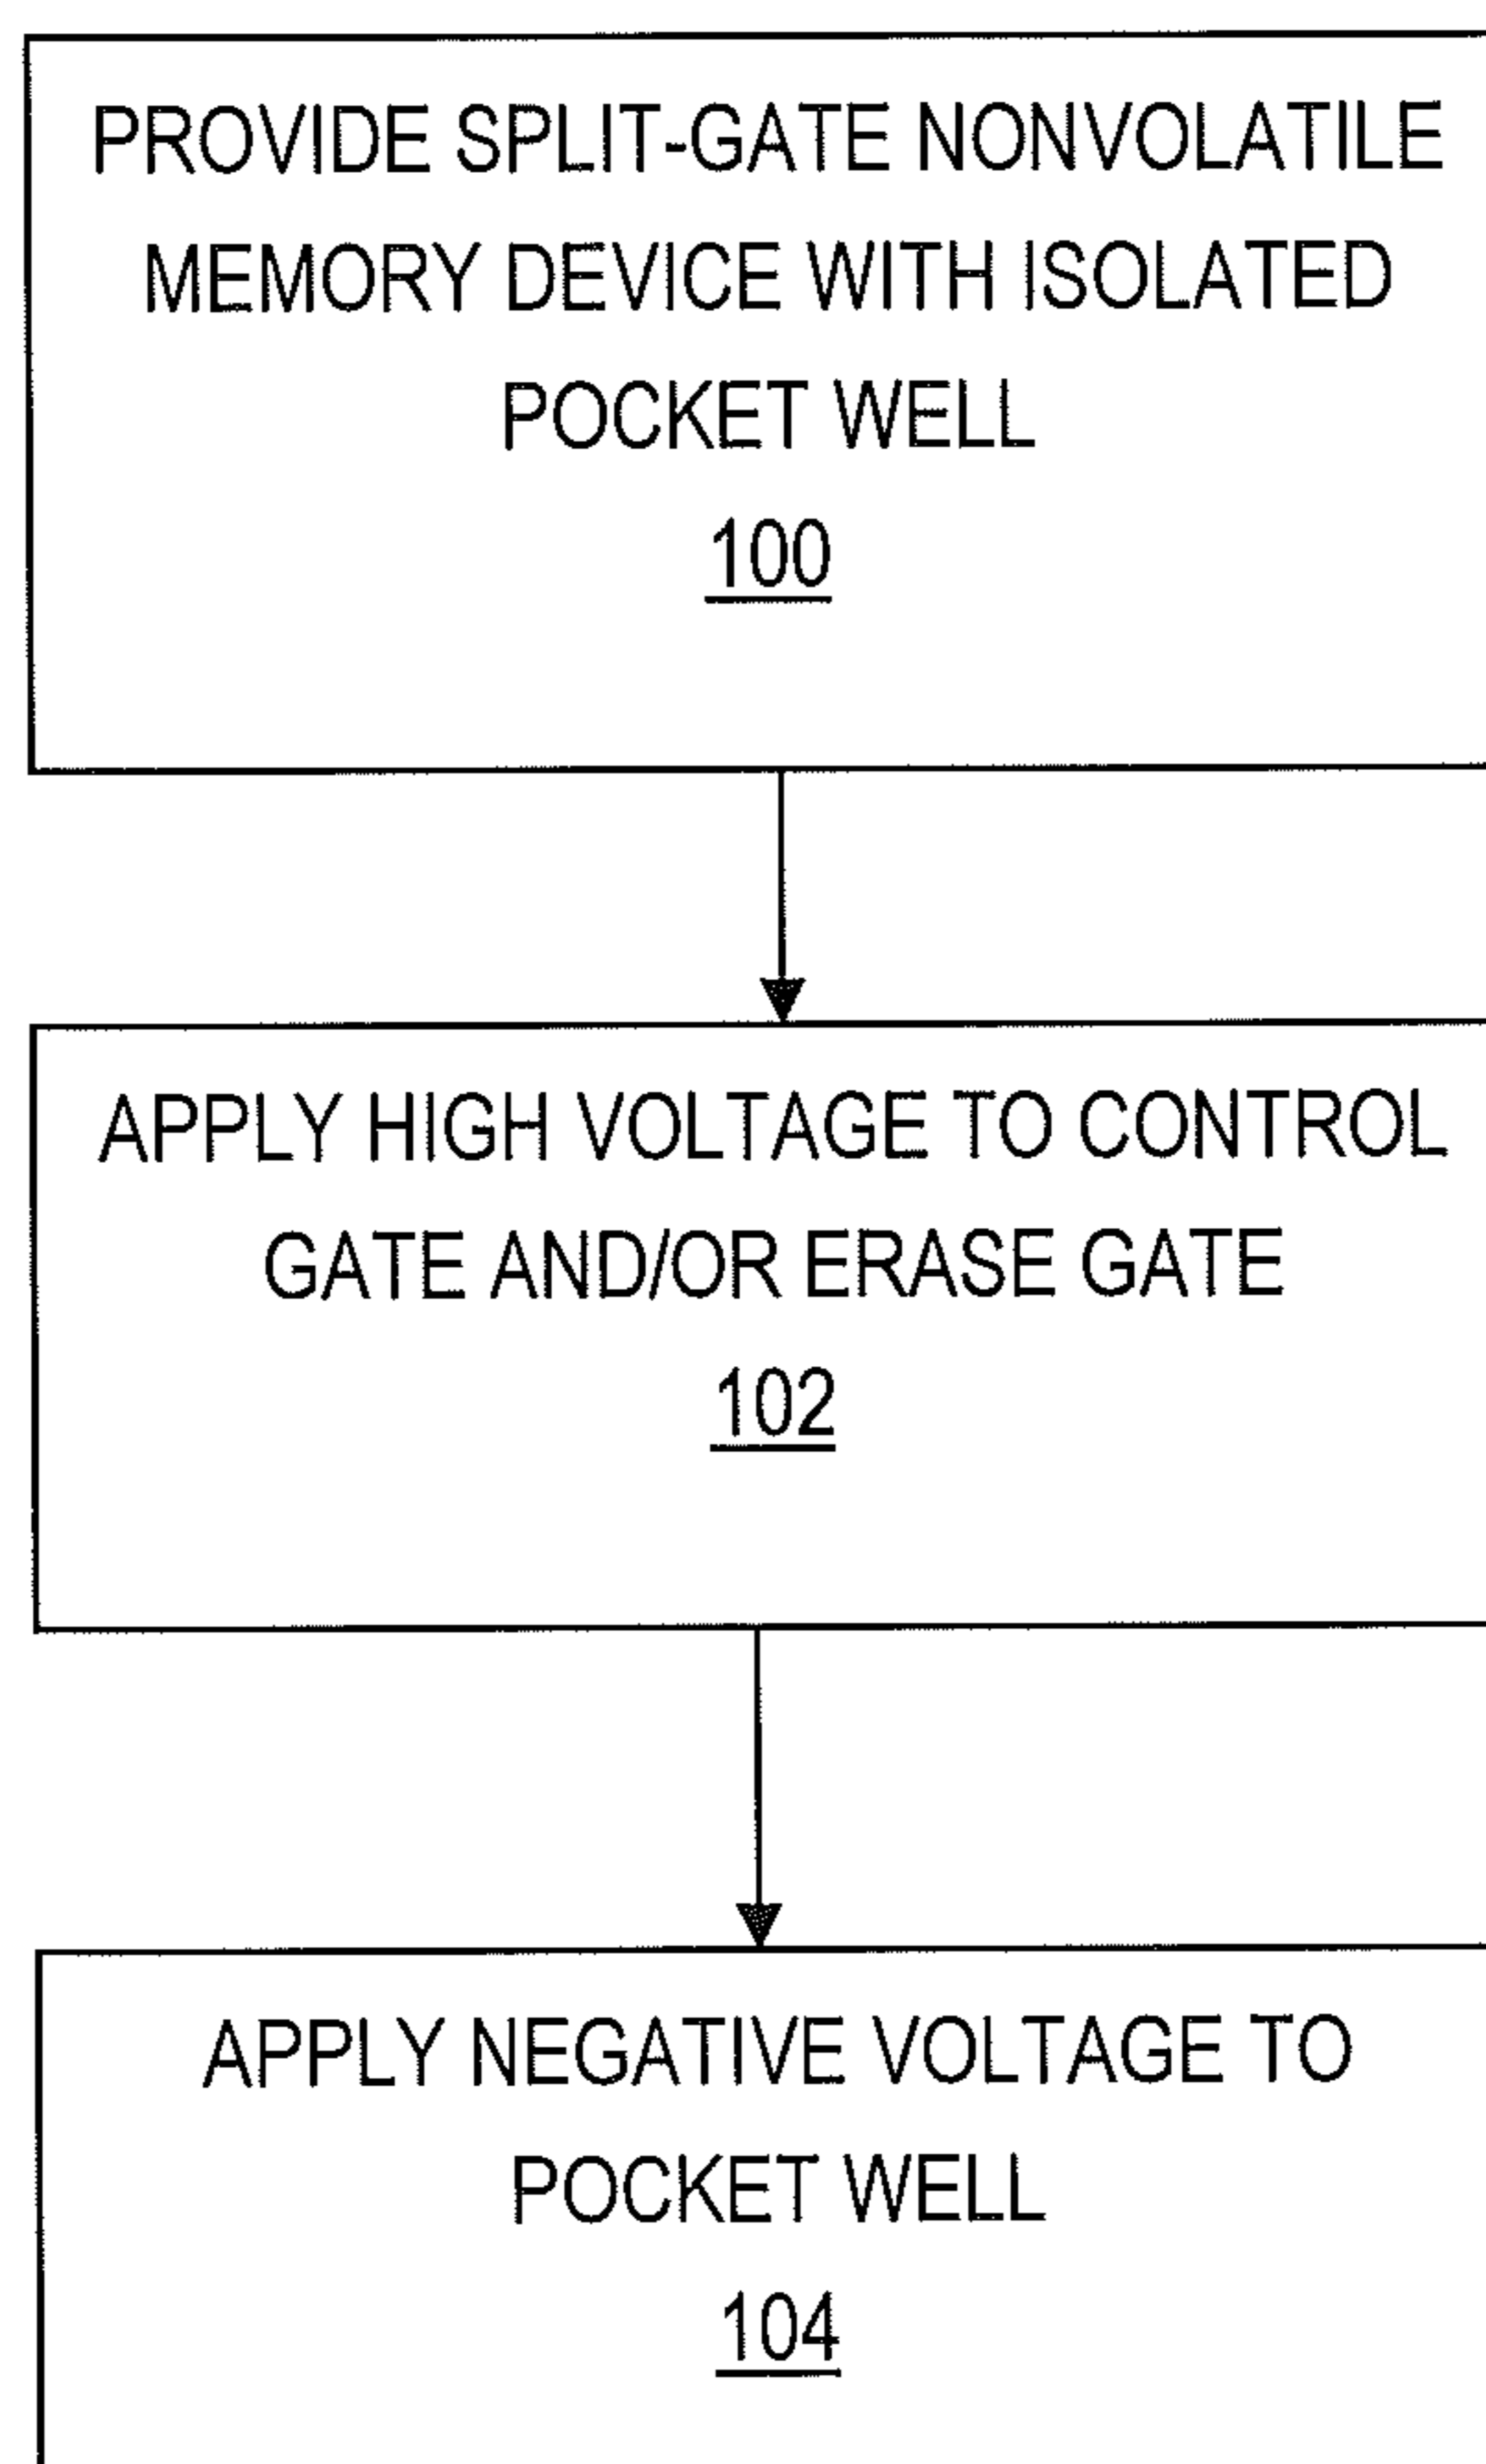 PROVIDE SPLIT-GATE NONVOLATILE
MEMORY DEVICE WITH ISOLATED
POCKET WELL
100
APPLY HIGH VOLTAGE TO CONTROL
GATE AND/OR ERASE GATE
102
APPLY NEGATIVE VOLTAGE TO
POCKET WELL
104